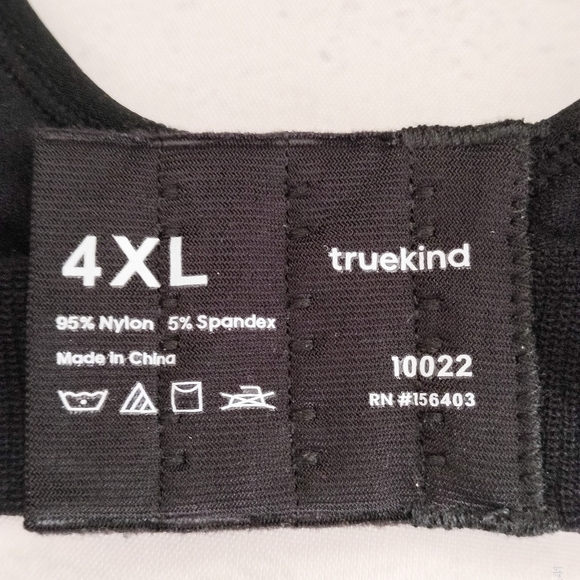 4XL
truekind
95% Nylon 5% Spandex
Made In China
10022
RN #156403